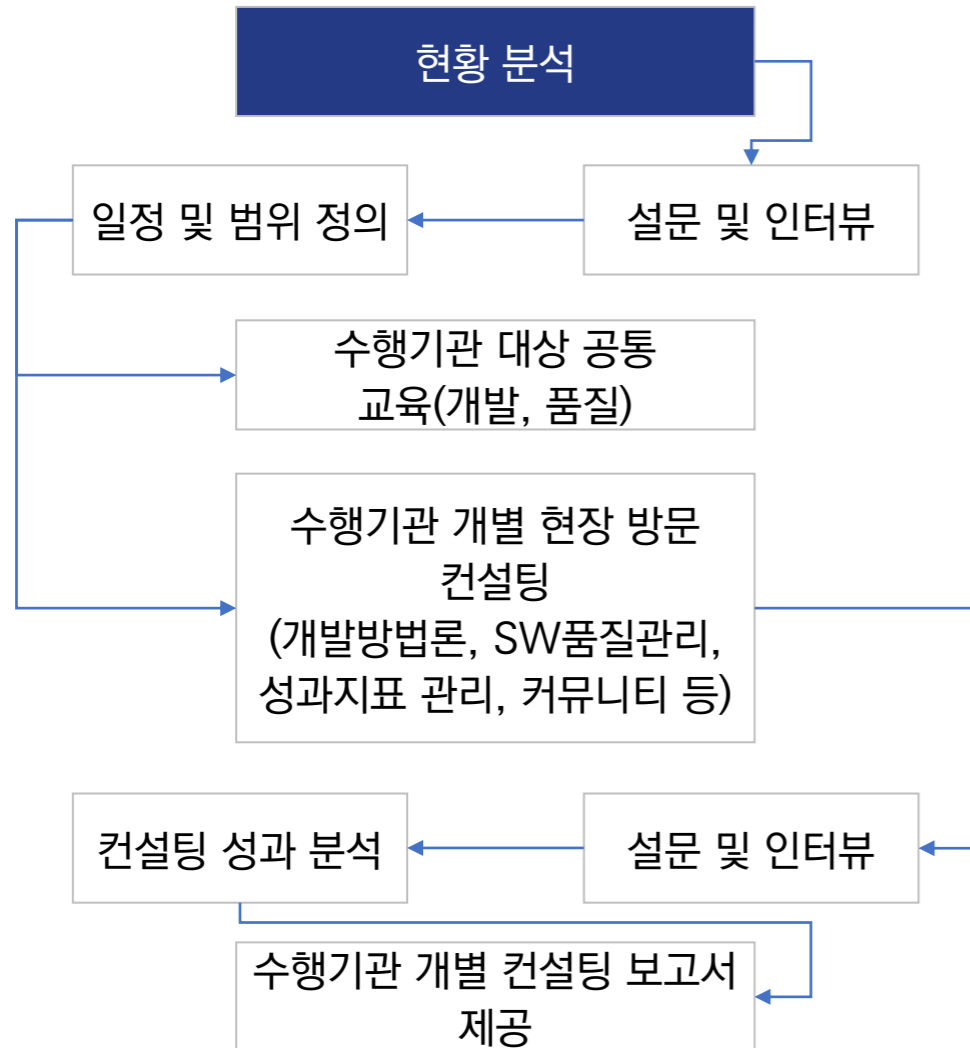 현황 분석
일정 및 범위 정의
설문 및 인터뷰
수행기관 대상 공통
교육(개발, 품질)
수행기관 개별 현장 방문
컨설팅
(개발방법론, SW품질관리,
성과지표 관리, 커뮤니티 등)
컨설팅 성과 분석
설문 및 인터뷰
수행기관 개별 컨설팅 보고서
제공